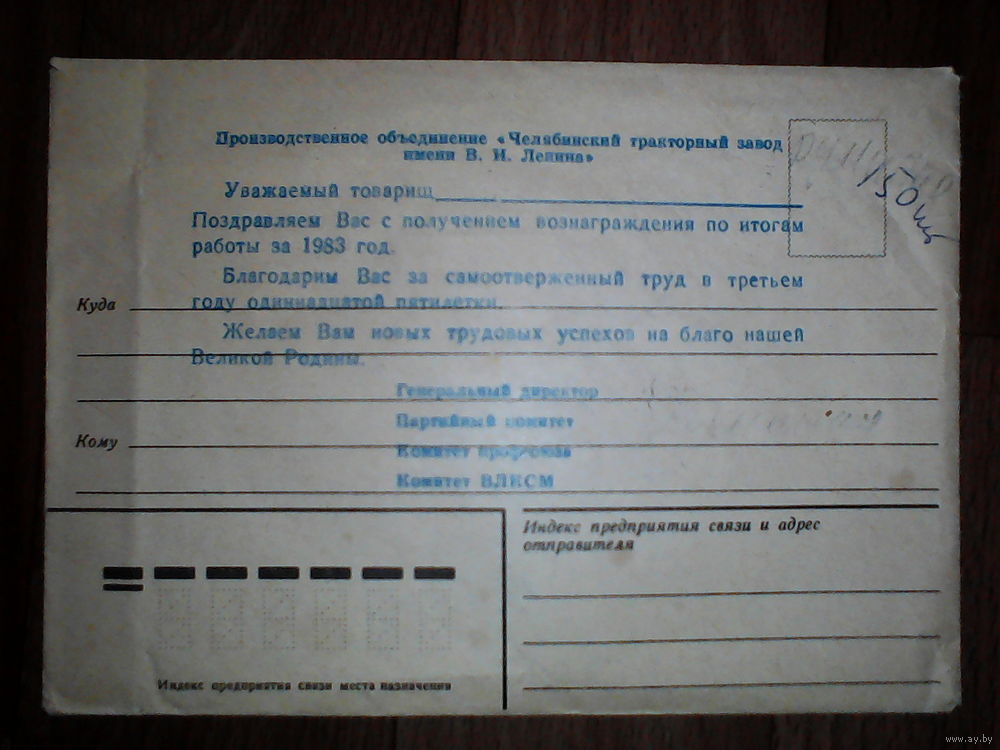 Производственное объединение «Челябинский тракторный завод
имени В. И. Ленина»
Уважаемый товарищ
Поздравляем Вас с получением вознаграждения по итогам
работы за 1983 год.
Благодарим Вас за самоотверженный труд в третьем
году одиннадцатой пятилетки.
Куда
Желаем Вам новых трудовых успехов на благо нашей
Великой Родины.
Генеральный директор
Партийный комитет
Кому
Комитет профсоюза
Комитет ВЛКСМ
Индекс предприятия связи и адрес
отправителя
Индекс предприятия связи места назначения
www.ay.by